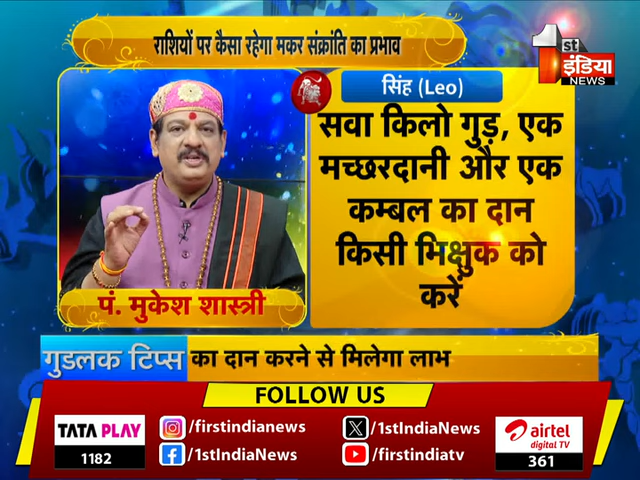 राशियों पर कैसा रहेगा मकर संक्रांति का प्रभाव
1st
इंडिया
NEWS
सिंह (Leo)
सवा किलो गुड़, एक
मच्छरदानी और एक
कम्बल का दान
किसी भिक्षुक को
करें
पं. मुकेश शास्त्री
गुडलक टिप्स का दान करने से मिलेगा लाभ
FOLLOW US
TATA PLAY
1182
/firstindianews
/1stIndiaNews
/1stIndiaNews
/firstindiatv
airtel
digital TV
361